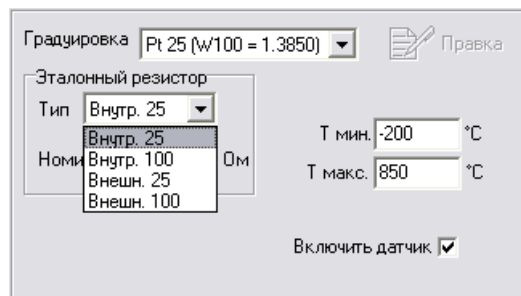 Градуировка Pt 25 (W100 = 1.3850) Правка
Эталонный резистор
Тип Внутр. 25
Внутр. 25
Внутр. 100
Внешн. 25
Внешн. 100
Ом
T мин. -200 °C
T макс. 850 °C
Включить датчик